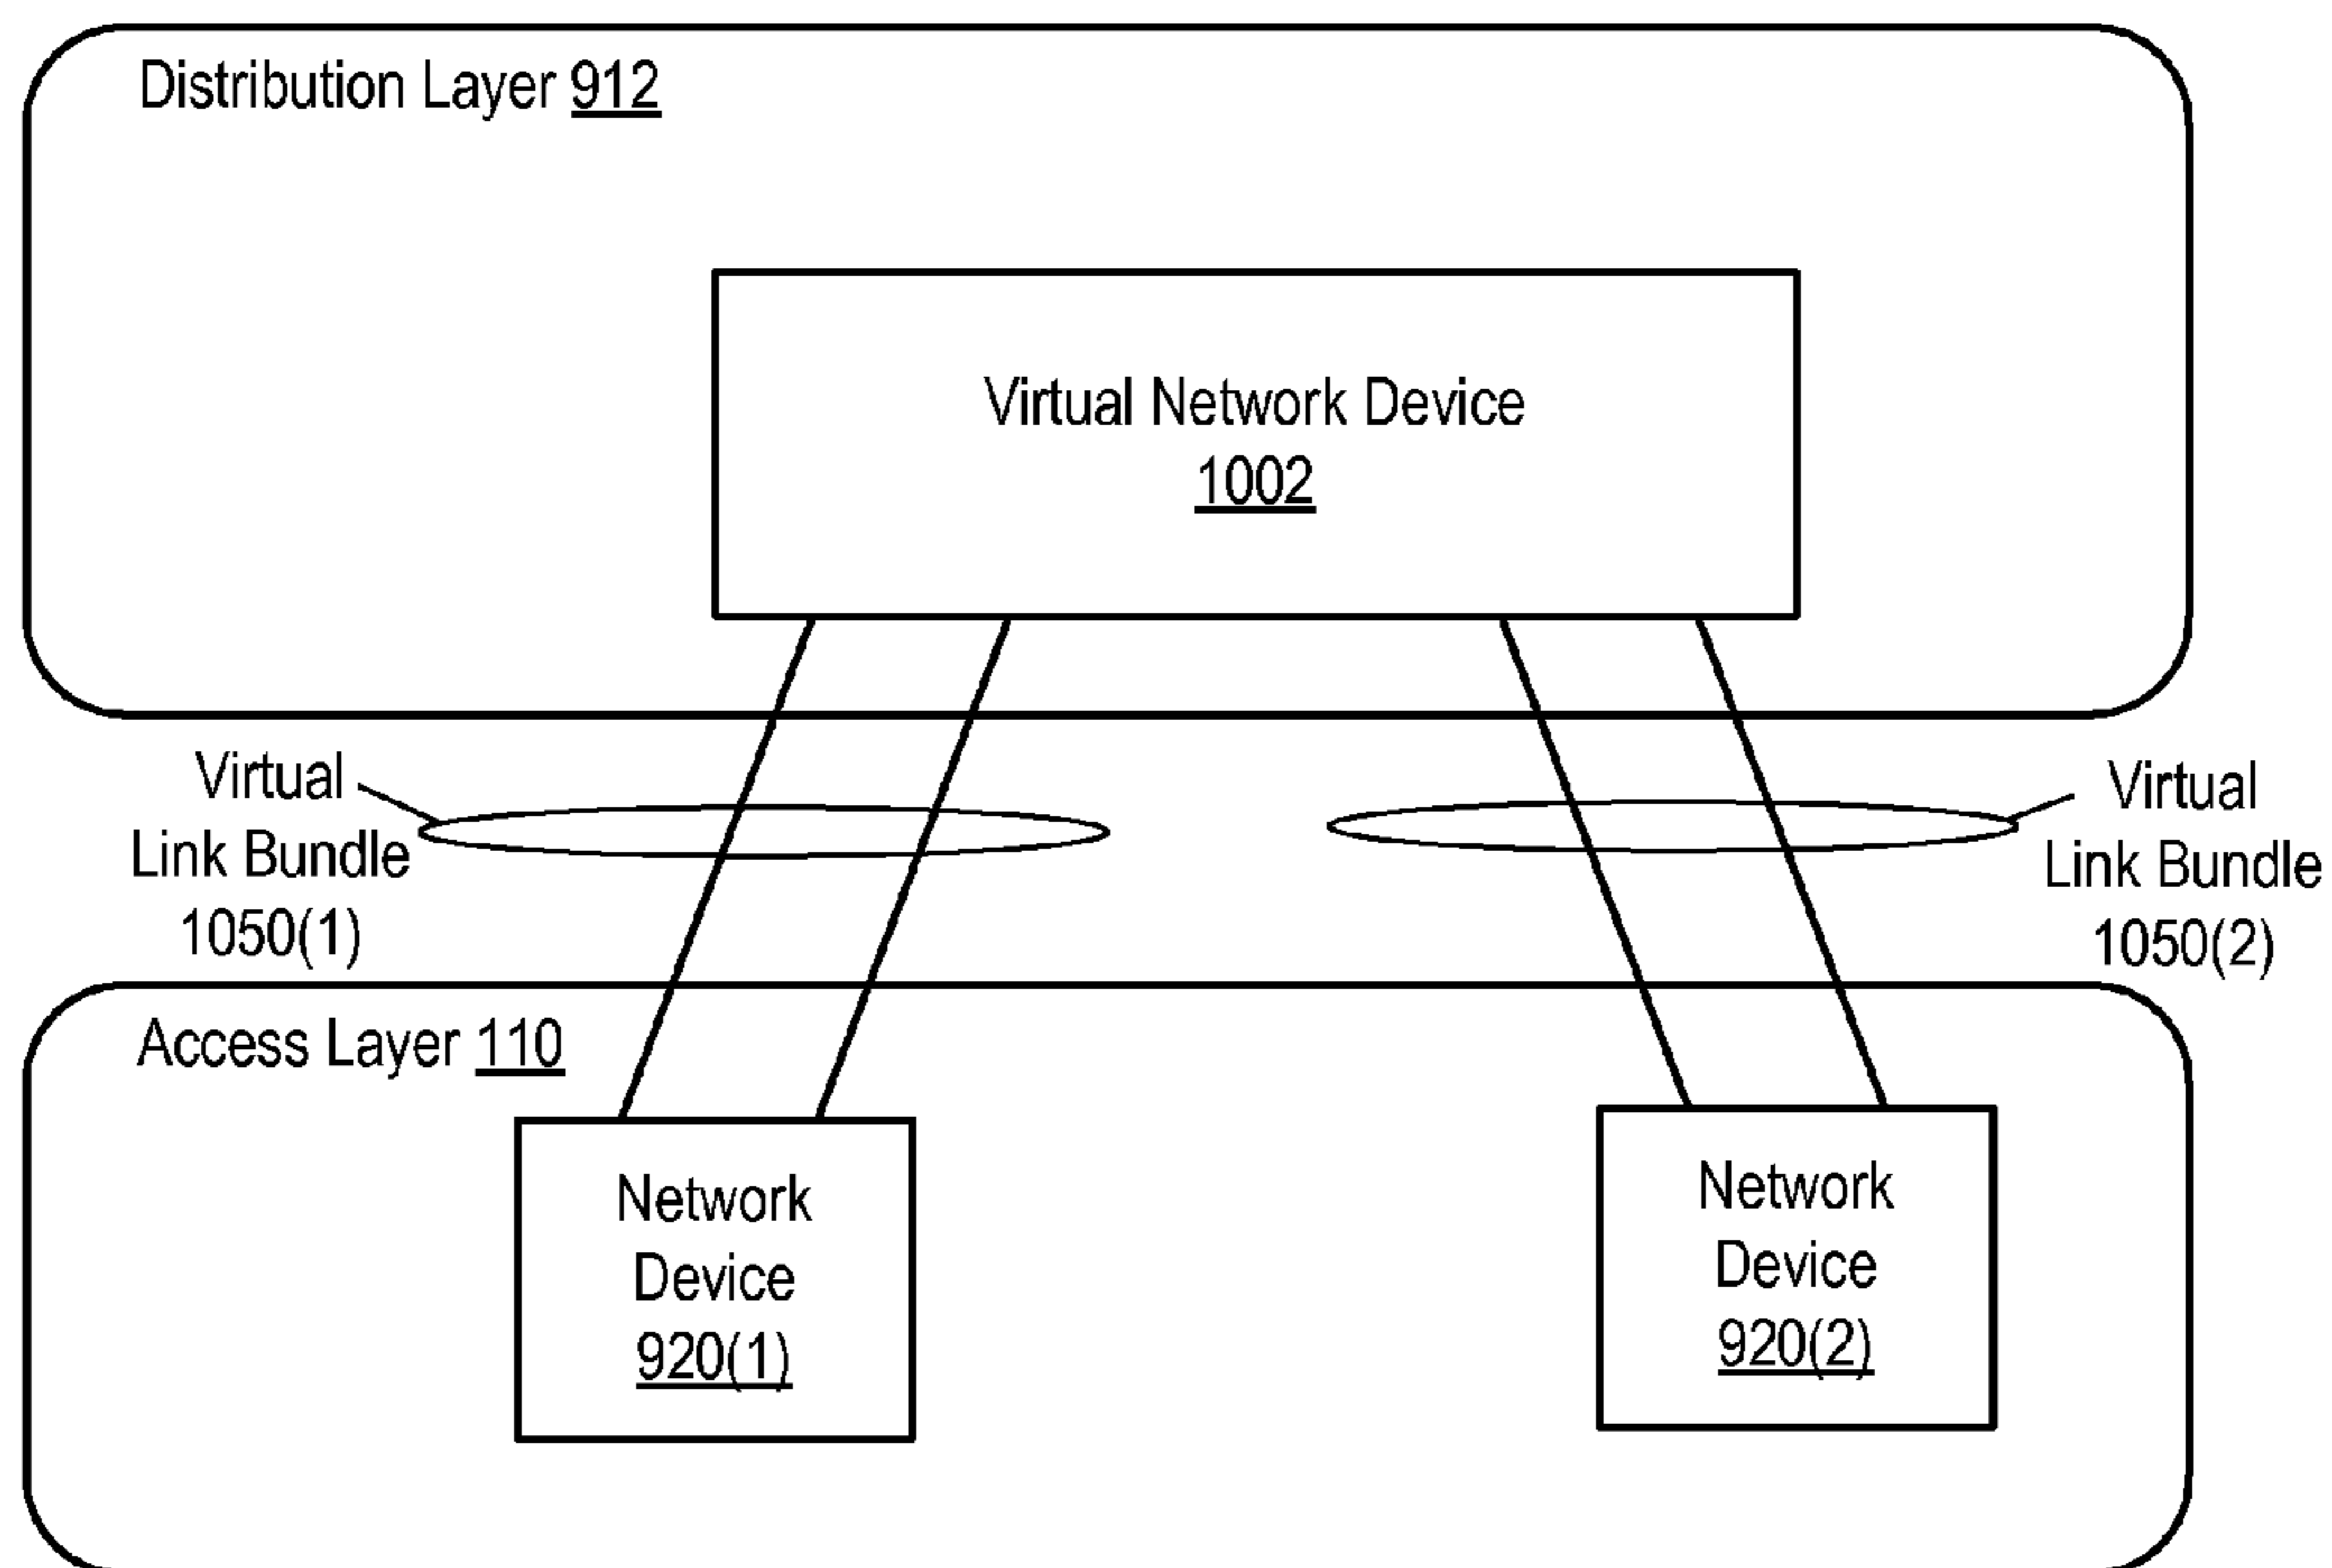 Distribution Layer 912
Virtual Network Device
1002
Virtual
Link Bundle
1050(1)
Virtual
Link Bundle
1050(2)
Access Layer 110
Network
Device
920(1)
Network
Device
920(2)